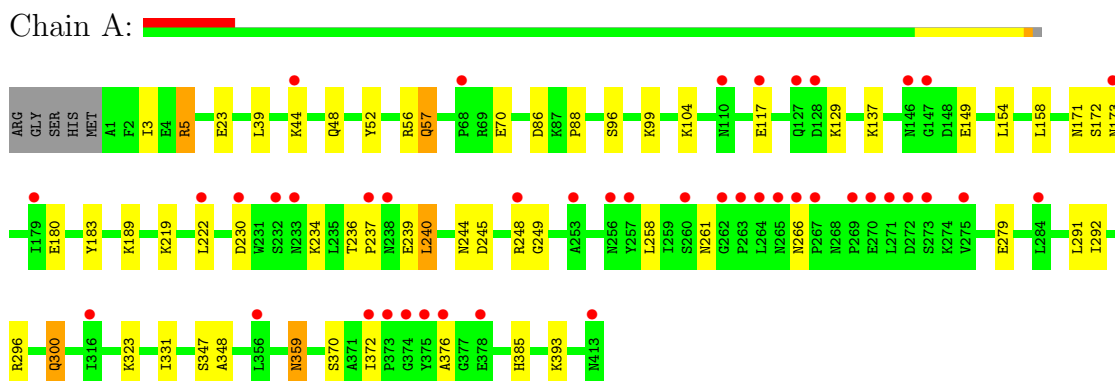 Chain A:
ARG GLY SER HIS MET A1 F2 I3 E4 R5 E23 L39 K44 Q48 Y52 R56 Q57 P68 R69 E70 D86 K87 P88 S96 K99 K104 N110 E117 Q127 D128 K129 K137 N146 G147 D148 E149 L154 L158 N171 S172 N173
I179 E180 Y183 K189 K219 L222 D230 W231 S232 N233 K234 L235 T236 P237 N238 E239 L240 N244 D245 R248 G249 A253 N256 Y257 L258 I259 S260 N261 G262 P263 L264 N265 N266 P267 N268 P269 E270 L271 D272 S273 K274 V275 E279 L284 L291 I292
R296 Q300 I316 K323 I331 S347 A348 L356 N359 S370 A371 I372 P373 G374 Y375 A376 G377 E378 H385 K393 N413